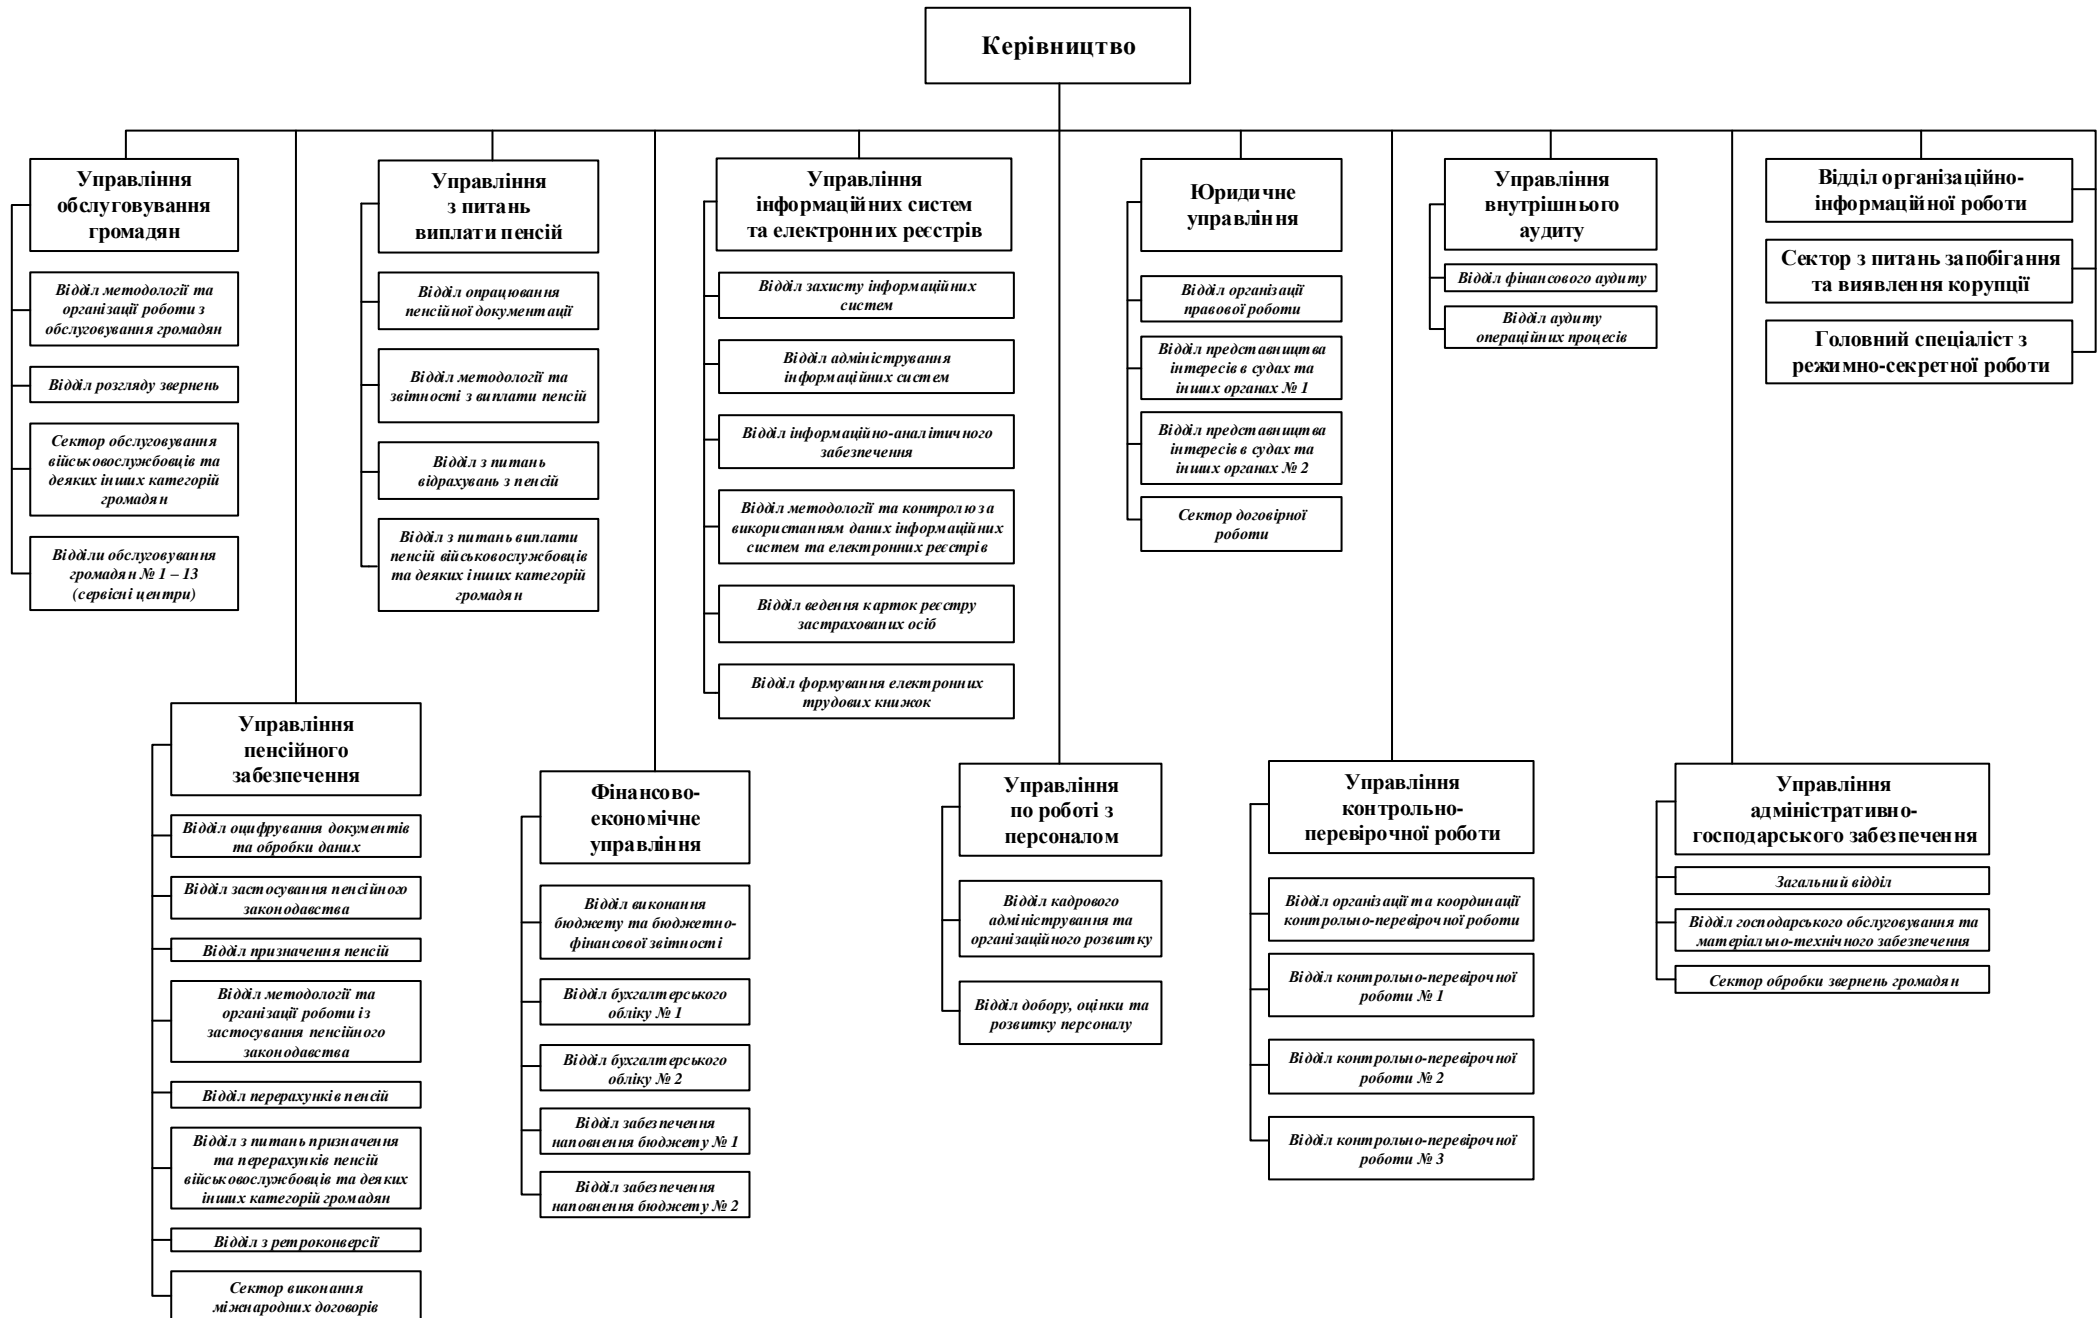 Керівництво
Управління
обслуговування
громадян
Відділ методології та
організації роботи з
обслуговування громадян
Відділ розгляду звернень
Сектор обслуговування
військовослужбовців та
деяких інших категорій
громадян
Відділи обслуговування
громадян № 1 – 13
(сервісні центри)
Управління
з питань
виплати пенсій
Відділ опрацювання
пенсійної документації
Відділ методології та
звітності з виплати пенсій
Відділ з питань
відрахувань з пенсій
Відділ з питань виплати
пенсій військовослужбовців
та деяких інших категорій
громадян
Управління
інформаційних систем
та електронних реєстрів
Відділ захисту інформаційних
систем
Відділ адміністрування
інформаційних систем
Відділ інформаційно-аналітичного
забезпечення
Відділ методології та контролю за
використанням даних інформаційних
систем та електронних реєстрів
Відділ ведення карток реєстру
застрахованих осіб
Відділ формування електронних
трудових книжок
Юридичне
управління
Відділ організації
правової роботи
Відділ представництва
інтересів в судах та
інших органах № 1
Відділ представництва
інтересів в судах та
інших органах № 2
Сектор договірної
роботи
Управління
внутрішнього
аудиту
Відділ фінансового аудиту
Відділ аудиту
операційних процесів
Відділ організаційно-
інформаційної роботи
Сектор з питань запобігання
та виявлення корупції
Головний спеціаліст з
режимно-секретної роботи
Управління
пенсійного
забезпечення
Відділ оцифрування документів
та обробки даних
Відділ застосування пенсійного
законодавства
Відділ призначення пенсій
Відділ методології та
організації роботи із
застосування пенсійного
законодавства
Відділ перерахунків пенсій
Відділ з питань призначення
та перерахунків пенсій
військовослужбовців та деяких
інших категорій громадян
Відділ з ретроконверсії
Сектор виконання
міжнародних договорів
Фінансово-
економічне
управління
Відділ виконання
бюджету та бюджетно-
фінансової звітності
Відділ бухгалтерського
обліку № 1
Відділ бухгалтерського
обліку № 2
Відділ забезпечення
наповнення бюджету № 1
Відділ забезпечення
наповнення бюджету № 2
Управління
по роботі з
персоналом
Відділ кадрового
адміністрування та
організаційного розвитку
Відділ добору, оцінки та
розвитку персоналу
Управління
контрольно-
перевірочної роботи
Відділ організації та координації
контрольно-перевірочної роботи
Відділ контрольно-перевірочної
роботи № 1
Відділ контрольно-перевірочної
роботи № 2
Відділ контрольно-перевірочної
роботи № 3
Управління
адміністративно-
господарського забезпечення
Загальний відділ
Відділ господарського обслуговування та
матеріально-технічного забезпечення
Сектор обробки звернень громадян